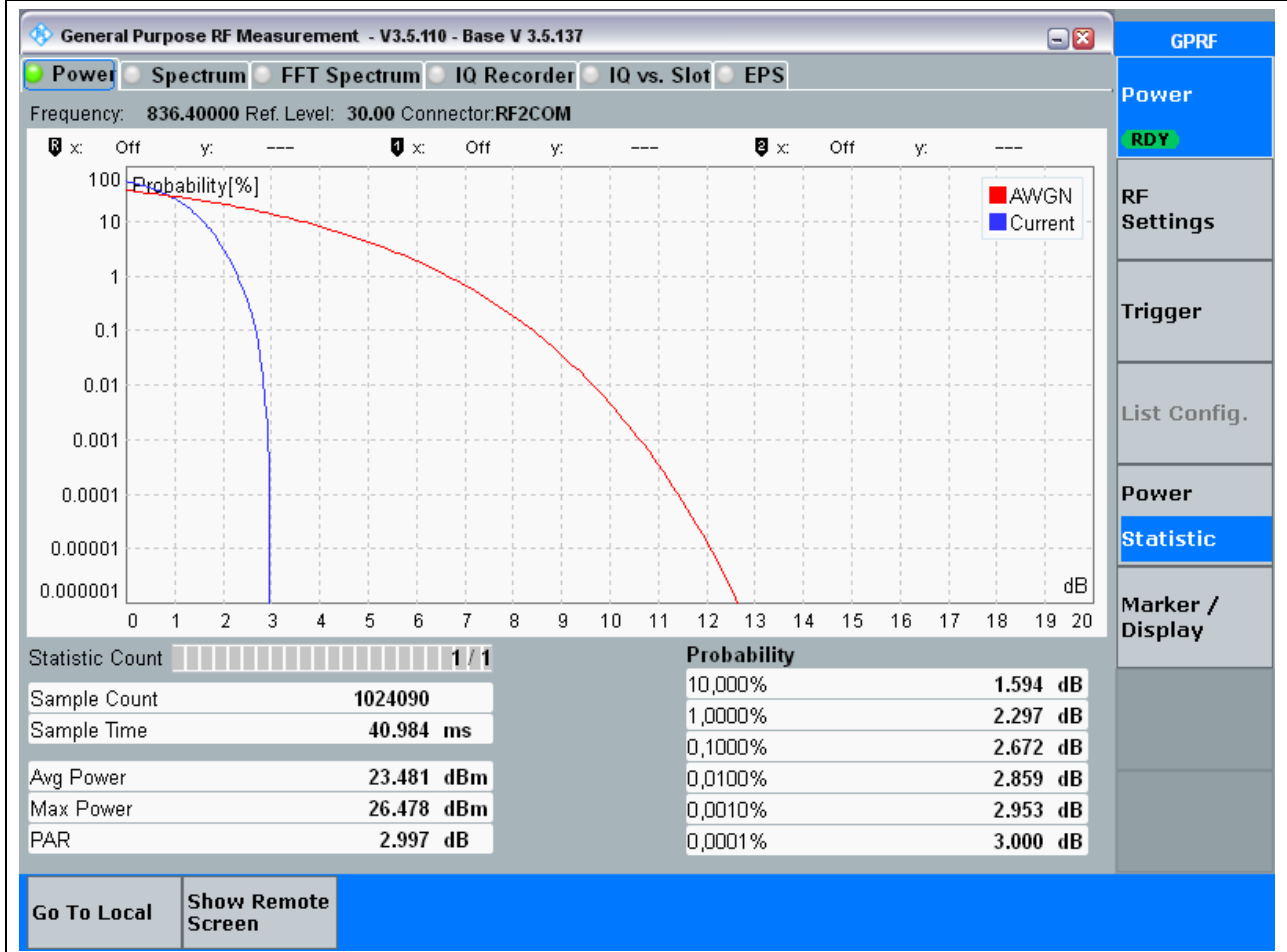 General Purpose RF Measurement - V3.5.110 - Base V 3.5.137
GPRF
Power Spectrum FFT Spectrum IQ Recorder IQ vs. Slot EPS
Frequency: 836.40000 Ref. Level: 30.00 Connector:RF2COM
R x: Off y: --- 1 x: Off y: --- 2 x: Off y: ---
Probability[%]
AWGN
Current
100
10
1
0.1
0.01
0.001
0.0001
0.00001
0.000001
dB
0 1 2 3 4 5 6 7 8 9 10 11 12 13 14 15 16 17 18 19 20
Statistic Count 1 / 1
Sample Count 1024090
Sample Time 40.984 ms
Avg Power 23.481 dBm
Max Power 26.478 dBm
PAR 2.997 dB
Probability
10,000% 1.594 dB
1,0000% 2.297 dB
0,1000% 2.672 dB
0,0100% 2.859 dB
0,0010% 2.953 dB
0,0001% 3.000 dB
Power
RDY
RF
Settings
Trigger
List Config.
Power
Statistic
Marker /
Display
Go To Local
Show Remote
Screen